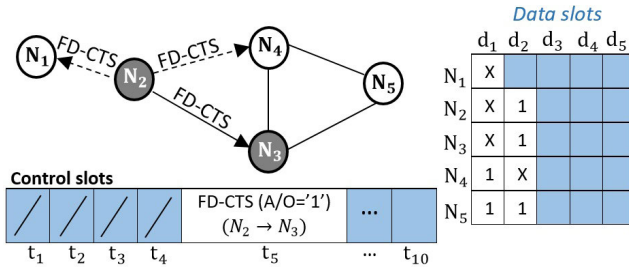 Data slots
d1 d2 d3 d4 d5
N1 X
N2 X 1
N3 X 1
N4 1 X
N5 1 1
N1
FD-CTS
N2
FD-CTS
N4
FD-CTS
N5
N3
Control slots
FD-CTS (A/O='1')
(N2 → N3)
...
t1 t2 t3 t4 t5 ... t10